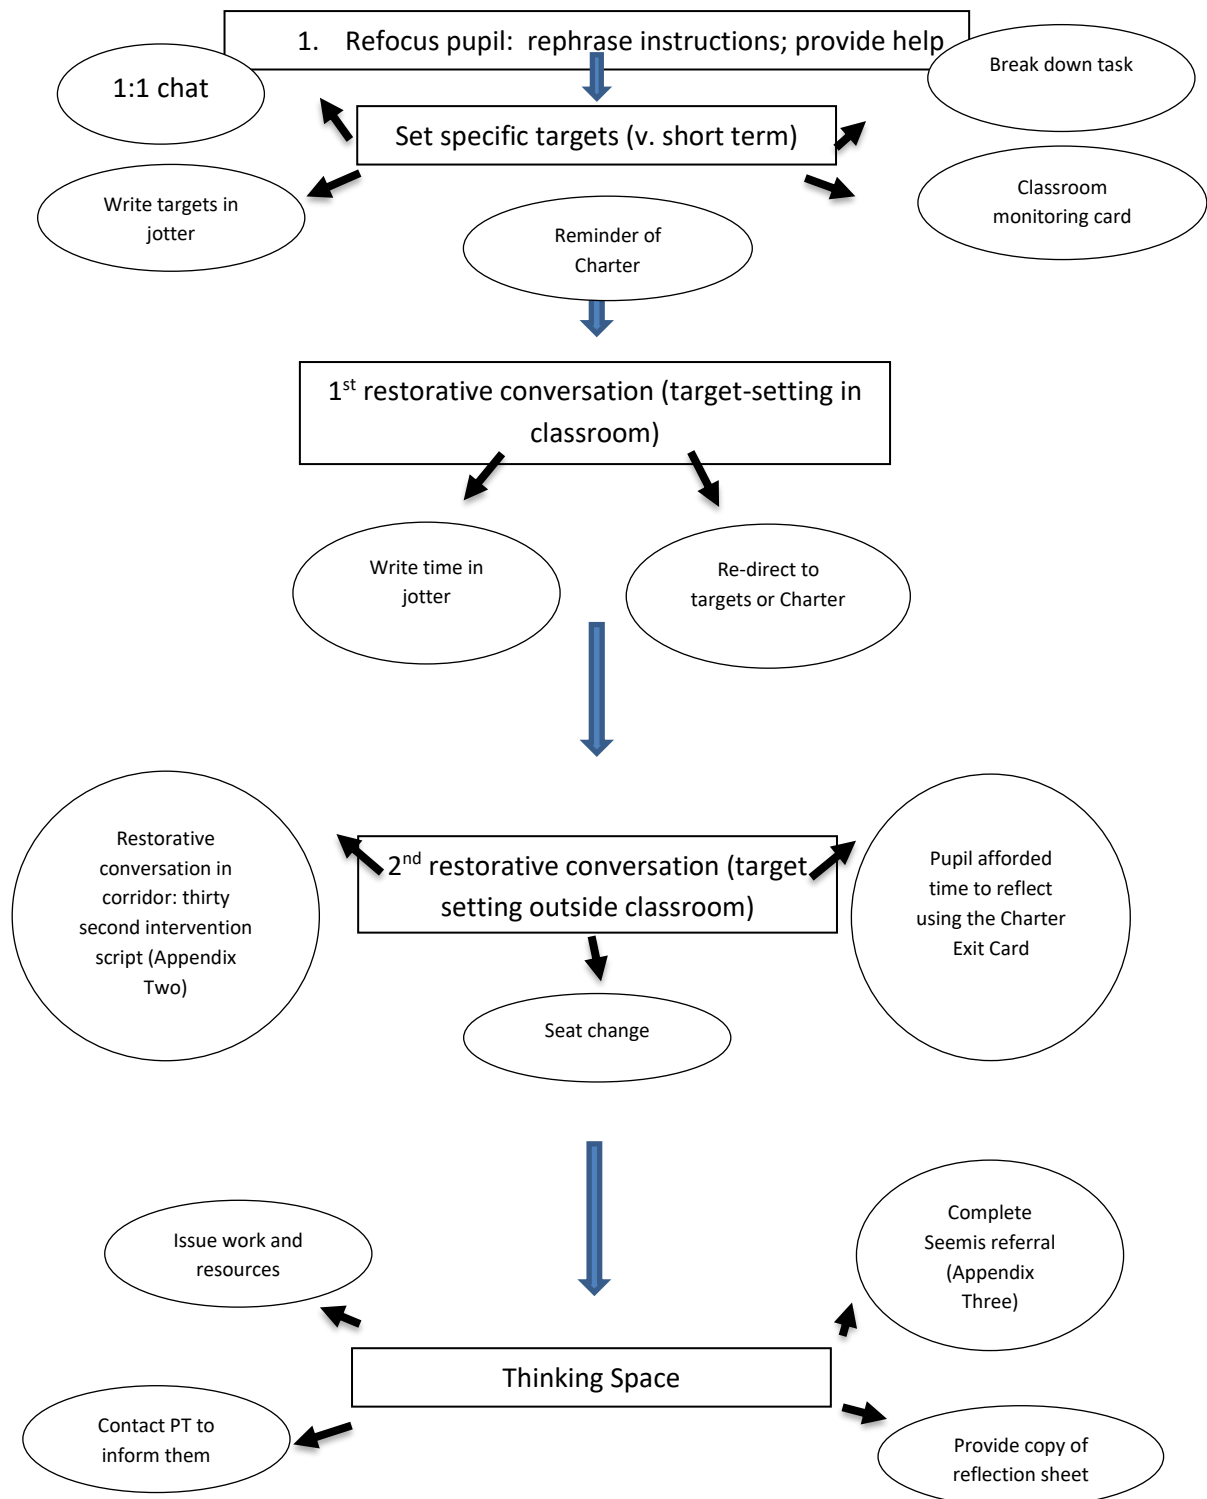 1. Refocus pupil: rephrase instructions; provide help
1:1 chat
Break down task
Set specific targets (v. short term)
Write targets in
jotter
Classroom
monitoring card
Reminder of
Charter
1st restorative conversation (target-setting in
classroom)
Write time in
jotter
Re-direct to
targets or Charter
Restorative
conversation in
corridor: thirty
second intervention
script (Appendix
Two)
2nd restorative conversation (target
setting outside classroom)
Pupil afforded
time to reflect
using the Charter
Exit Card
Seat change
Issue work and
resources
Complete
Seemis referral
(Appendix
Three)
Thinking Space
Contact PT to
inform them
Provide copy of
reflection sheet